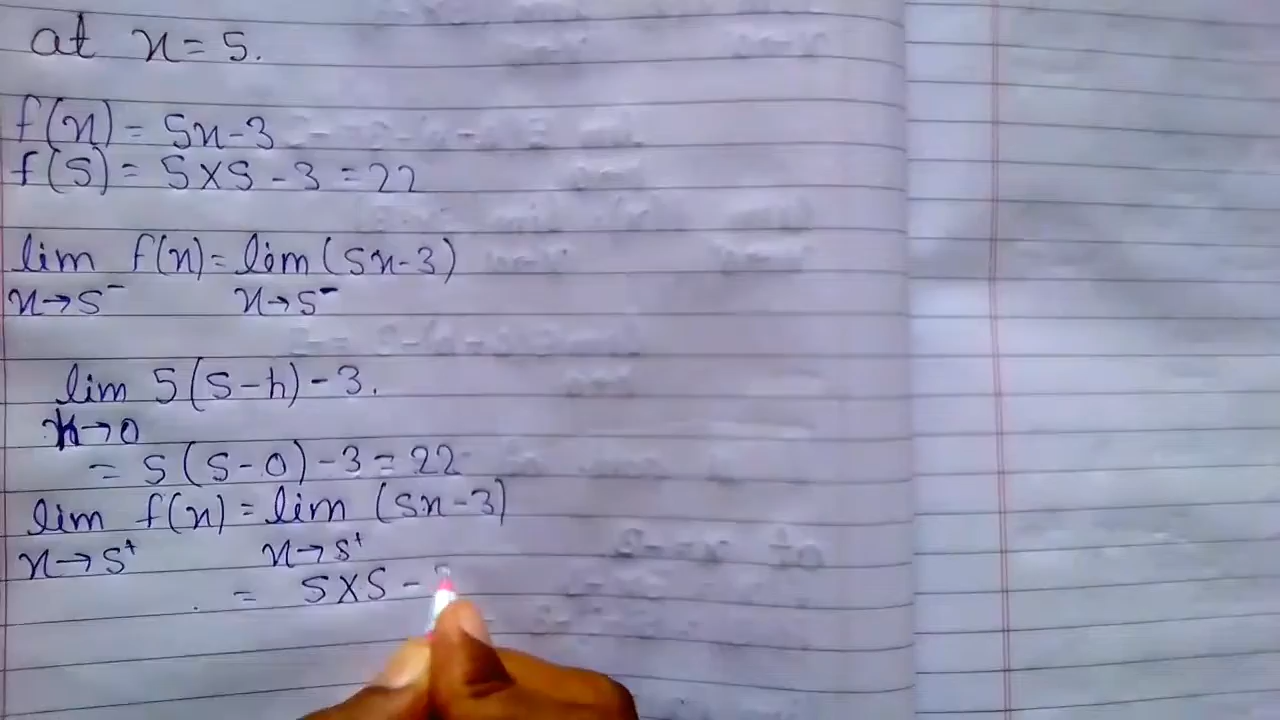 at x = 5.
f(x) = 5x-3
f(5) = 5×5 - 3 = 22
lim f(x) = lim (5x-3)
x→5⁻ x→5⁻
lim 5(5-h) - 3.
h→0
= 5(5-0) - 3 = 22
lim f(x) = lim (5x-3)
x→5⁺ x→5⁺
= 5×5 -